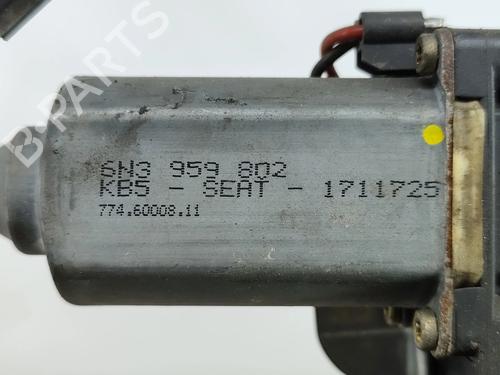 6N3 959 802
KB5 - SEAT - 1711725
774.60008.11
B-PARTS